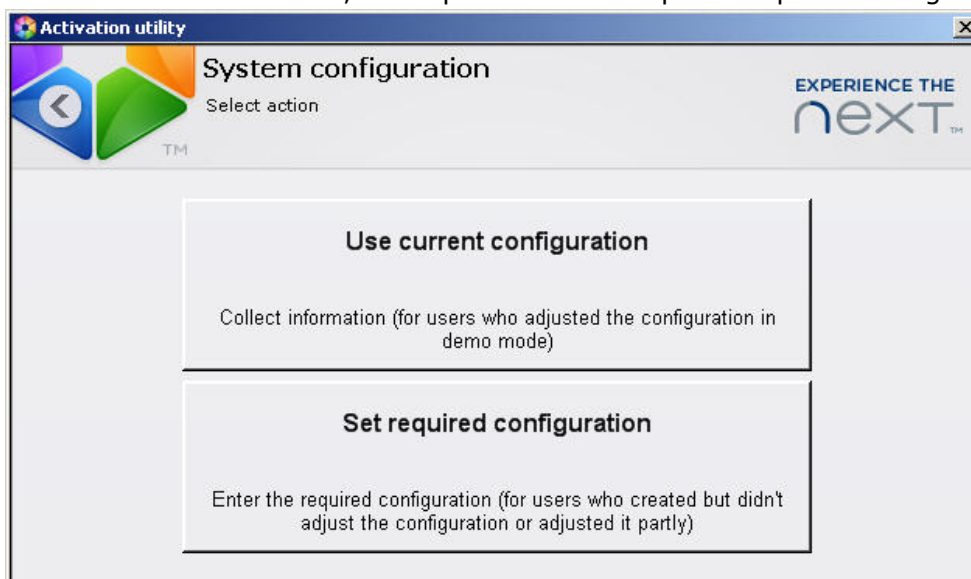 Activation utility
System configuration
Select action
EXPERIENCE THE
next TM
TM
Use current configuration
Collect information (for users who adjusted the configuration in
demo mode)
Set required configuration
Enter the required configuration (for users who created but didn't
adjust the configuration or adjusted it partly)